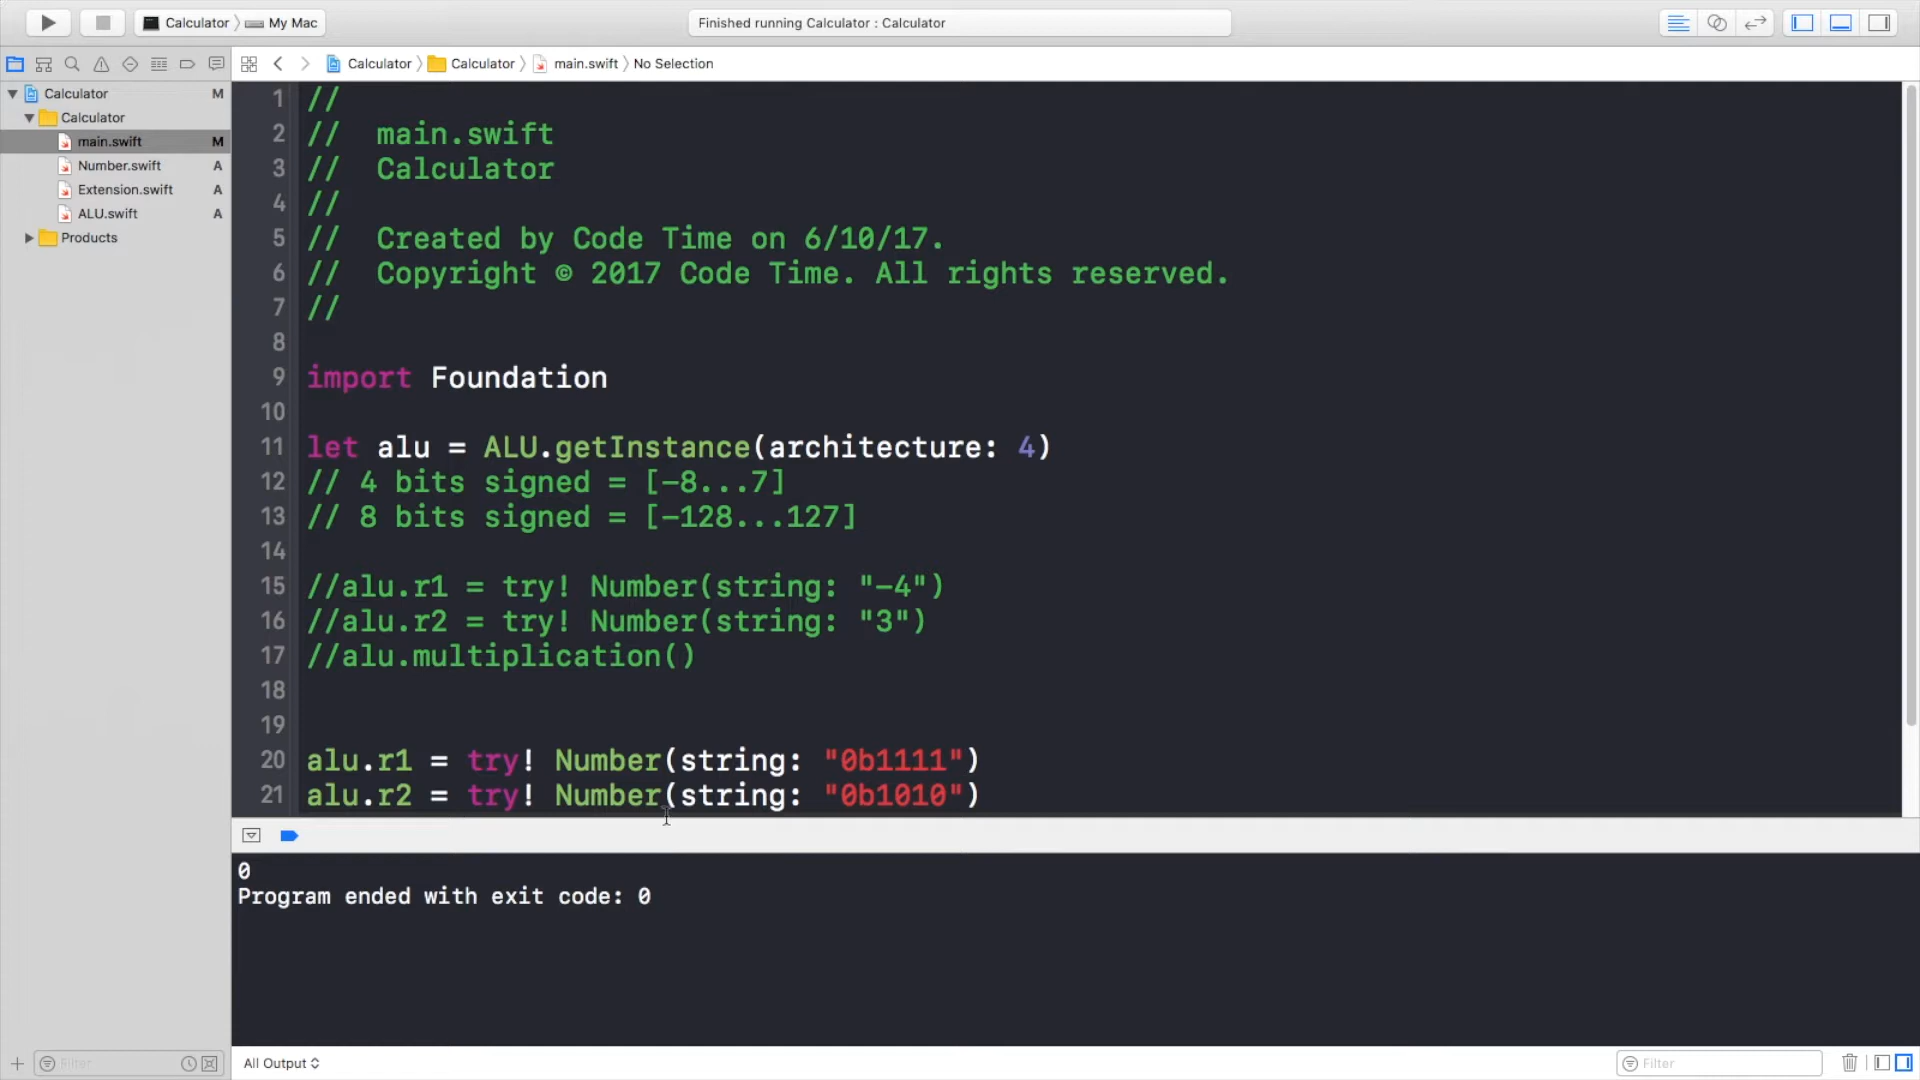 Calculator 〉 My Mac
Finished running Calculator : Calculator
Calculator 〉 Calculator 〉 main.swift 〉 No Selection
Calculator M
Calculator
main.swift M
Number.swift A
Extension.swift A
ALU.swift A
Products
1 //
2 //  main.swift
3 //  Calculator
4 //
5 //  Created by Code Time on 6/10/17.
6 //  Copyright © 2017 Code Time. All rights reserved.
7 //
8
9 import Foundation
10
11 let alu = ALU.getInstance(architecture: 4)
12 // 4 bits signed = [-8...7]
13 // 8 bits signed = [-128...127]
14
15 //alu.r1 = try! Number(string: "-4")
16 //alu.r2 = try! Number(string: "3")
17 //alu.multiplication()
18
19
20 alu.r1 = try! Number(string: "0b1111")
21 alu.r2 = try! Number(string: "0b1010")
0
Program ended with exit code: 0
Filter
All Output
Filter